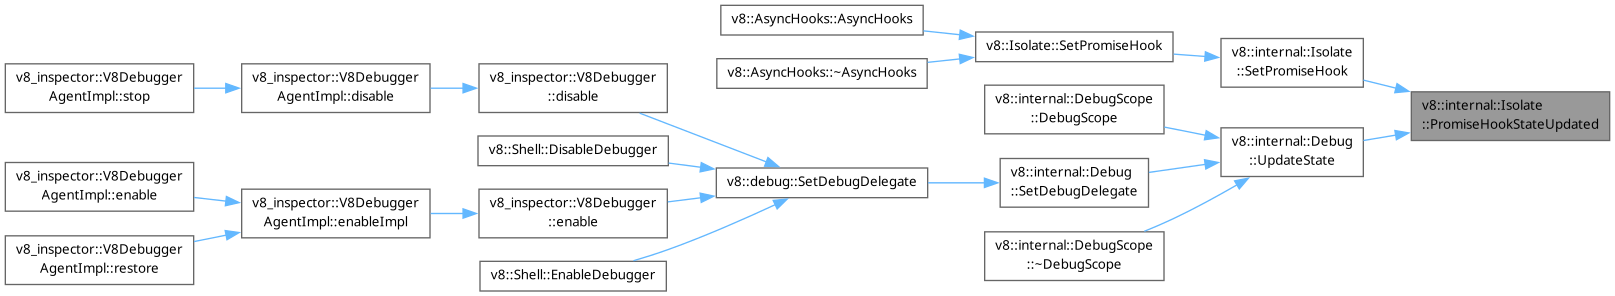 v8::AsyncHooks::AsyncHooks
v8::Isolate::SetPromiseHook
v8::internal::Isolate
::SetPromiseHook
v8_inspector::V8Debugger
AgentImpl::stop
v8_inspector::V8Debugger
AgentImpl::disable
v8_inspector::V8Debugger
::disable
v8::AsyncHooks::~AsyncHooks
v8::internal::DebugScope
::DebugScope
v8::internal::Isolate
::PromiseHookStateUpdated
v8::Shell::DisableDebugger
v8::internal::Debug
::UpdateState
v8_inspector::V8Debugger
AgentImpl::enable
v8::debug::SetDebugDelegate
v8::internal::Debug
::SetDebugDelegate
v8_inspector::V8Debugger
AgentImpl::enableImpl
v8_inspector::V8Debugger
::enable
v8_inspector::V8Debugger
AgentImpl::restore
v8::Shell::EnableDebugger
v8::internal::DebugScope
::~DebugScope